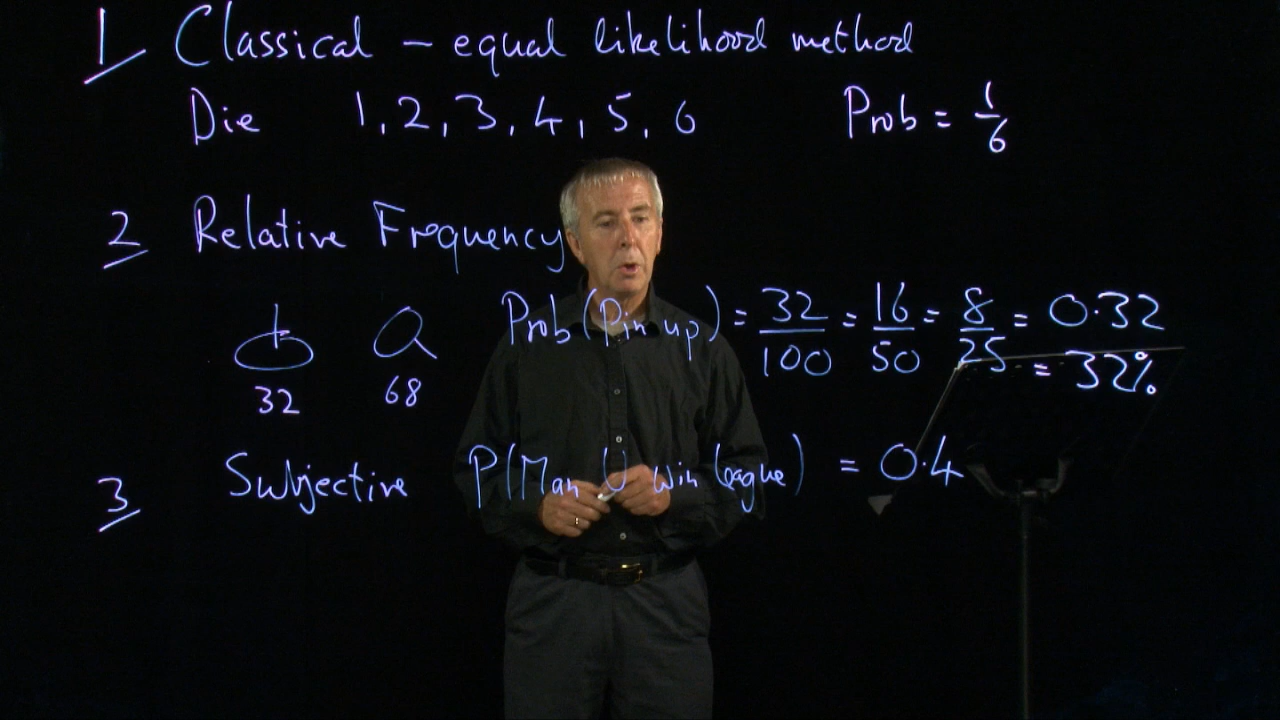 1 Classical - equal likelihood method
Die 1, 2, 3, 4, 5, 6 Prob = 1/6
2 Relative Frequency
Prob (Pin up) = 32/100 = 16/50 = 8/25 = 0.32
= 32%
32 68
3 Subjective P(Man U win league) = 0.4